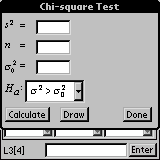 Chi-square Test
s² =
n =
σ₀² =
Hₐ: σ² > σ₀²
Calculate Draw Done
L3[4] Enter